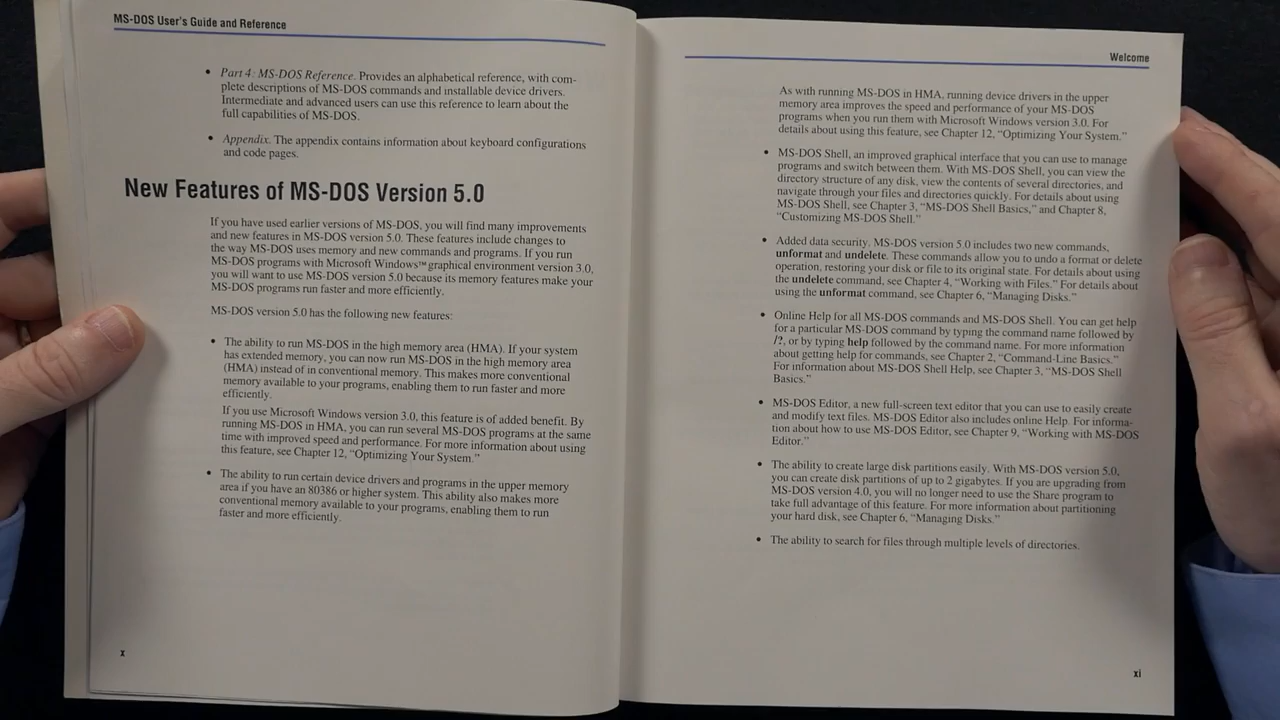 MS-DOS User's Guide and Reference
• Part 4: MS-DOS Reference. Provides an alphabetical reference, with com-
plete descriptions of MS-DOS commands and installable device drivers.
Intermediate and advanced users can use this reference to learn about the
full capabilities of MS-DOS.
• Appendix. The appendix contains information about keyboard configurations
and code pages.
New Features of MS-DOS Version 5.0
If you have used earlier versions of MS-DOS, you will find many improvements
and new features in MS-DOS version 5.0. These features include changes to
the way MS-DOS uses memory and new commands and programs. If you run
MS-DOS programs with Microsoft Windows™ graphical environment version 3.0,
you will want to use MS-DOS version 5.0 because its memory features make your
MS-DOS programs run faster and more efficiently.
MS-DOS version 5.0 has the following new features:
• The ability to run MS-DOS in the high memory area (HMA). If your system
has extended memory, you can now run MS-DOS in the high memory area
(HMA) instead of in conventional memory. This makes more conventional
memory available to your programs, enabling them to run faster and more
efficiently.
If you use Microsoft Windows version 3.0, this feature is of added benefit. By
running MS-DOS in HMA, you can run several MS-DOS programs at the same
time with improved speed and performance. For more information about using
this feature, see Chapter 12, "Optimizing Your System."
• The ability to run certain device drivers and programs in the upper memory
area if you have an 80386 or higher system. This ability also makes more
conventional memory available to your programs, enabling them to run
faster and more efficiently.
x
Welcome
As with running MS-DOS in HMA, running device drivers in the upper
memory area improves the speed and performance of your MS-DOS
programs when you run them with Microsoft Windows version 3.0. For
details about using this feature, see Chapter 12, "Optimizing Your System."
• MS-DOS Shell, an improved graphical interface that you can use to manage
programs and switch between them. With MS-DOS Shell, you can view the
directory structure of any disk, view the contents of several directories, and
navigate through your files and directories quickly. For details about using
MS-DOS Shell, see Chapter 3, "MS-DOS Shell Basics," and Chapter 8,
"Customizing MS-DOS Shell."
• Added data security. MS-DOS version 5.0 includes two new commands,
unformat and undelete. These commands allow you to undo a format or delete
operation, restoring your disk or file to its original state. For details about using
the undelete command, see Chapter 4, "Working with Files." For details about
using the unformat command, see Chapter 6, "Managing Disks."
• Online Help for all MS-DOS commands and MS-DOS Shell. You can get help
for a particular MS-DOS command by typing the command name followed by
/?, or by typing help followed by the command name. For more information
about getting help for commands, see Chapter 2, "Command-Line Basics."
For information about MS-DOS Shell Help, see Chapter 3, "MS-DOS Shell
Basics."
• MS-DOS Editor, a new full-screen text editor that you can use to easily create
and modify text files. MS-DOS Editor also includes online Help. For informa-
tion about how to use MS-DOS Editor, see Chapter 9, "Working with MS-DOS
Editor."
• The ability to create large disk partitions easily. With MS-DOS version 5.0,
you can create disk partitions of up to 2 gigabytes. If you are upgrading from
MS-DOS version 4.0, you will no longer need to use the Share program to
take full advantage of this feature. For more information about partitioning
your hard disk, see Chapter 6, "Managing Disks."
• The ability to search for files through multiple levels of directories.
xi